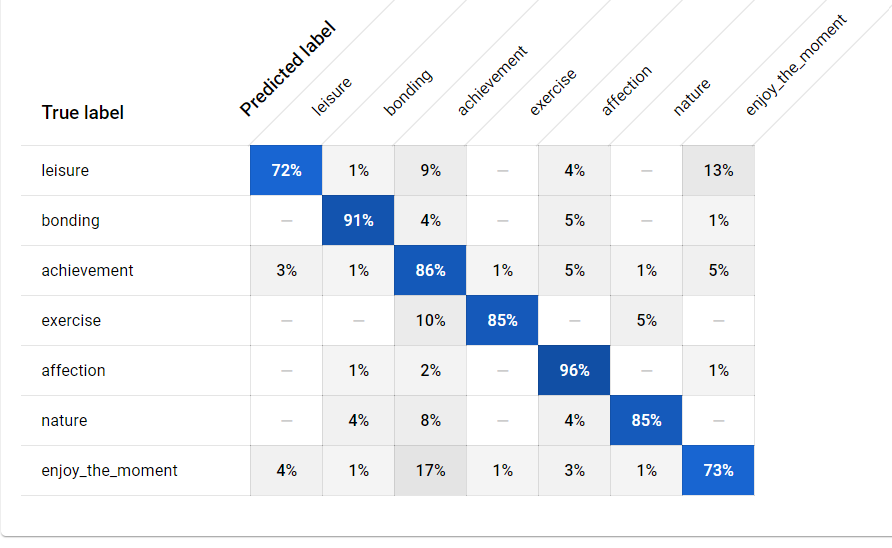 True label
Predicted label
leisure
bonding
achievement
exercise
affection
nature
enjoy_the_moment
leisure 72% 1% 9% — 4% — 13%
bonding — 91% 4% — 5% — 1%
achievement 3% 1% 86% 1% 5% 1% 5%
exercise — — 10% 85% — 5% —
affection — 1% 2% — 96% — 1%
nature — 4% 8% — 4% 85% —
enjoy_the_moment 4% 1% 17% 1% 3% 1% 73%